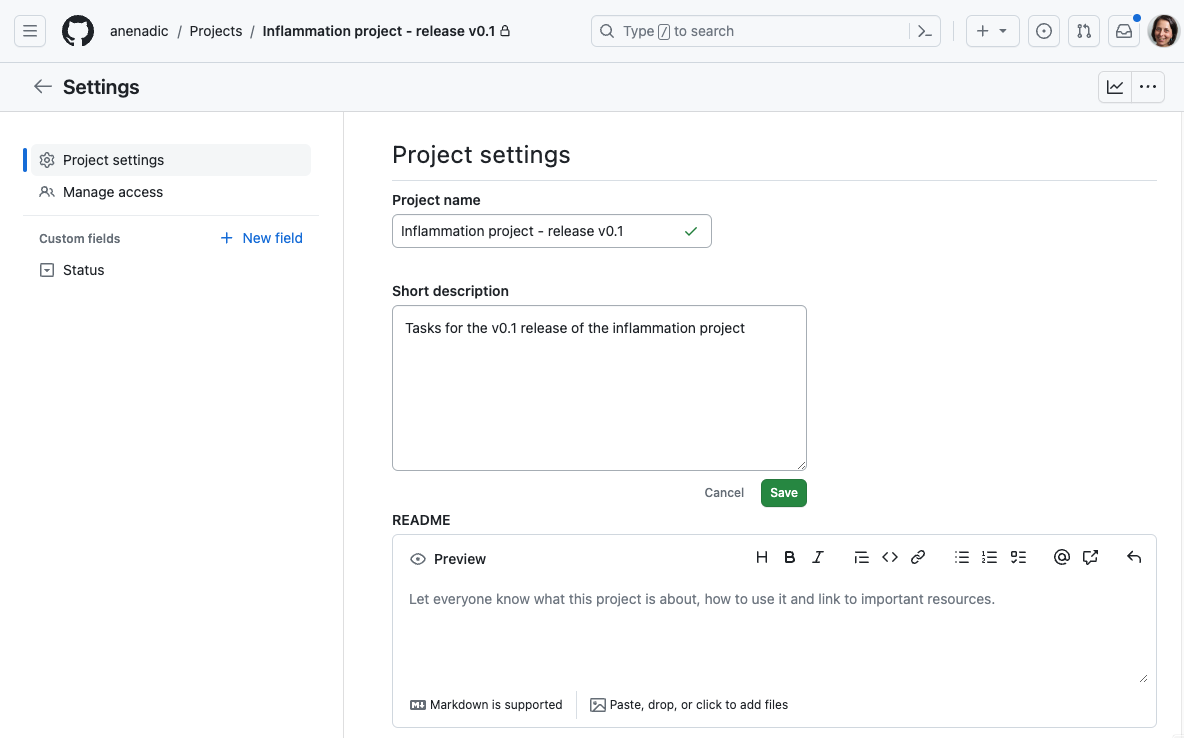 anenadic / Projects / Inflammation project - release v0.1
Type / to search
Settings
Project settings
Manage access
Custom fields
New field
Status
Project settings
Project name
Inflammation project - release v0.1
Short description
Tasks for the v0.1 release of the inflammation project
Cancel
Save
README
Preview
H B I
Let everyone know what this project is about, how to use it and link to important resources.
Markdown is supported
Paste, drop, or click to add files